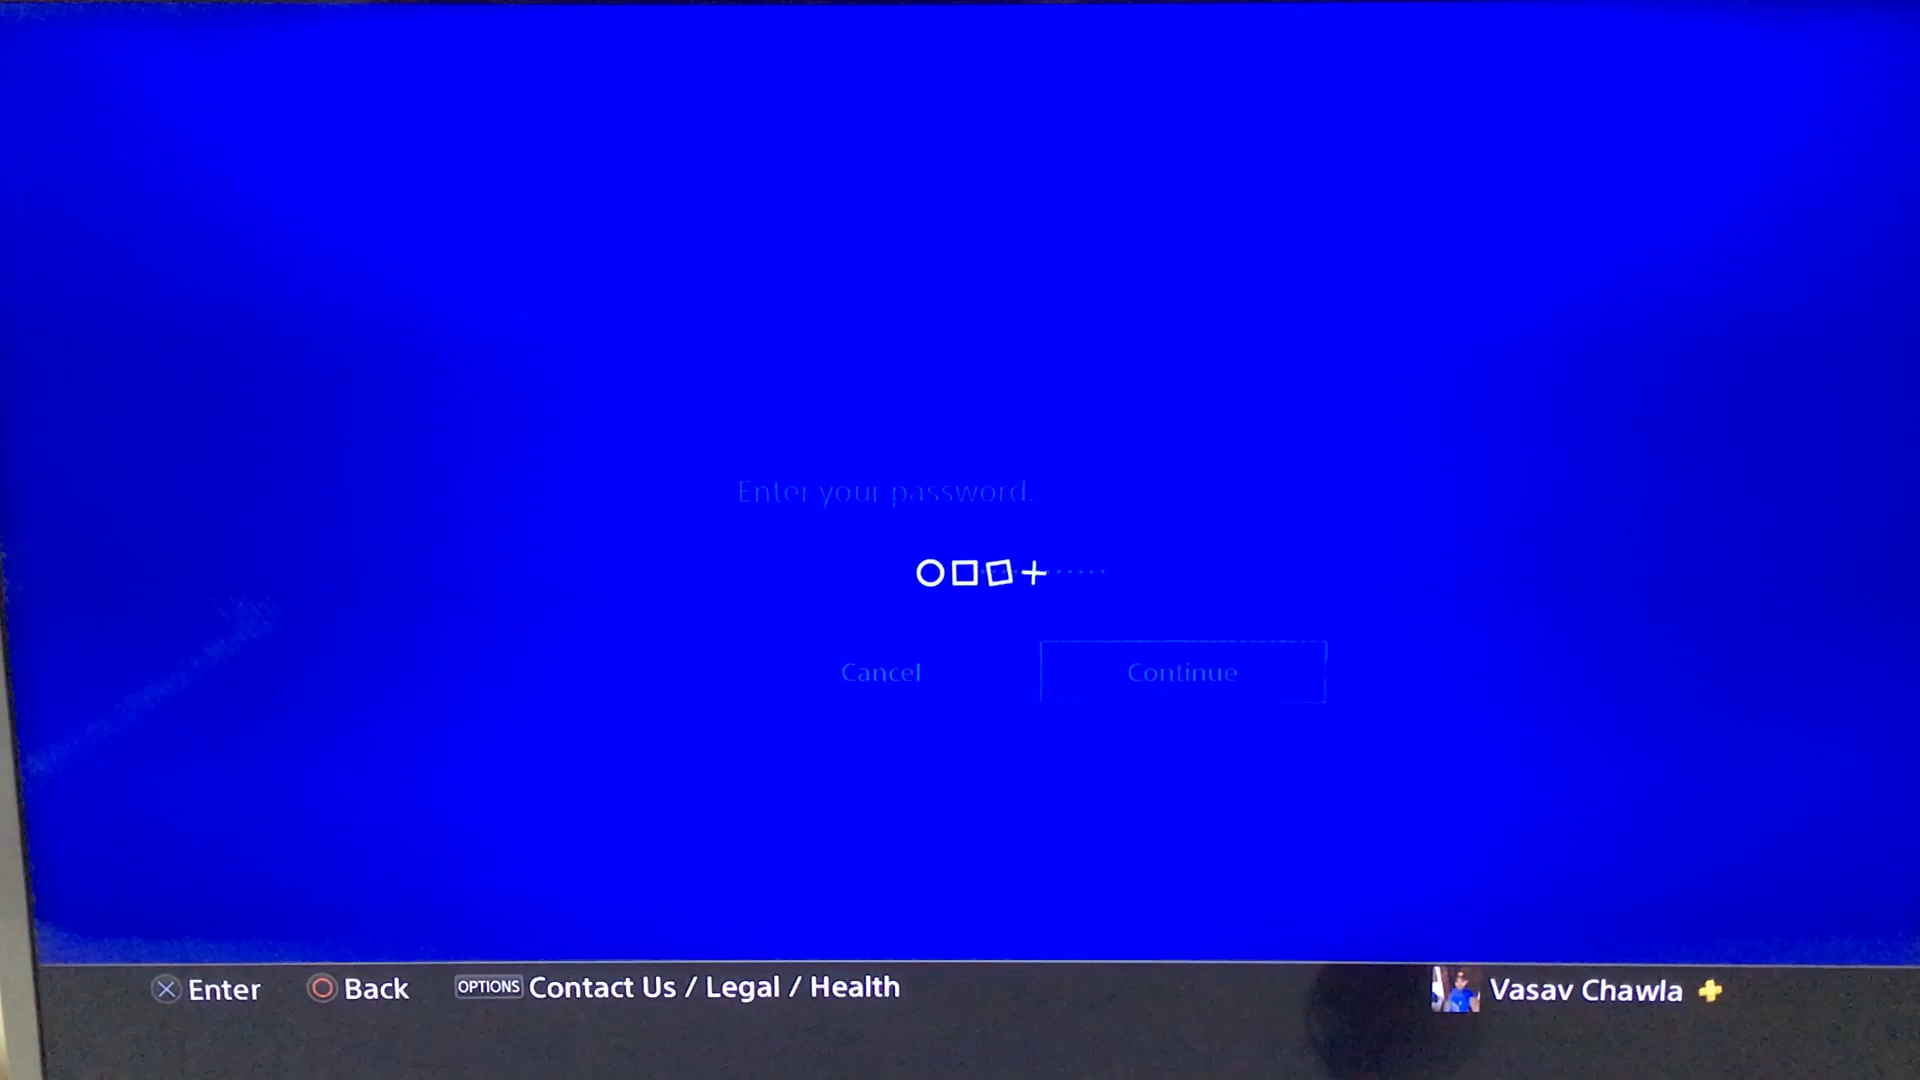 Enter your password.
Cancel
Continue
Enter
Back
OPTIONS Contact Us / Legal / Health
Vasav Chawla